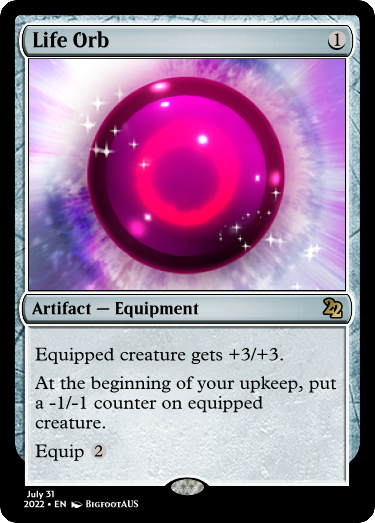 Life Orb 1
Artifact — Equipment 22
Equipped creature gets +3/+3.
At the beginning of your upkeep, put
a -1/-1 counter on equipped
creature.
Equip 2
July 31
2022 • EN BigfootAUS